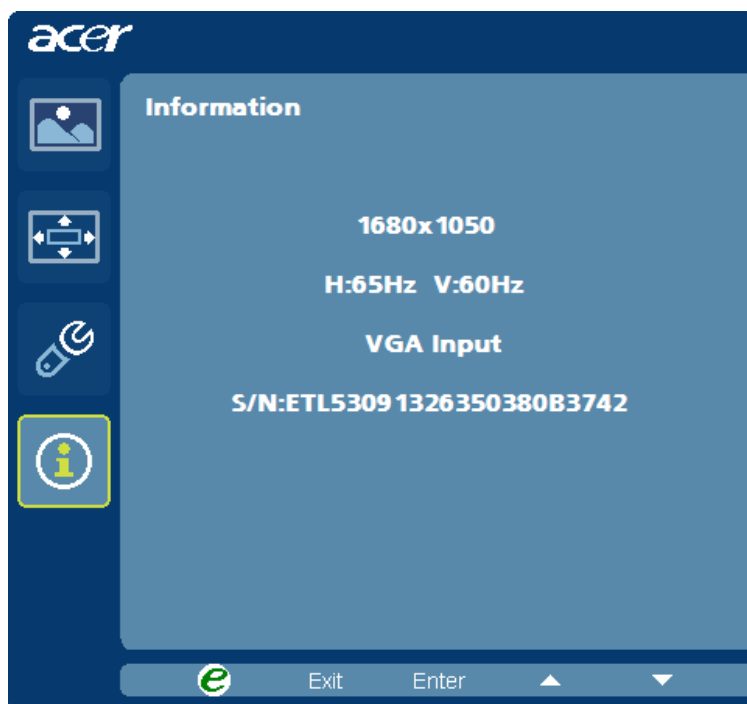 acer
Information
1680x1050
H:65Hz V:60Hz
VGA Input
S/N:ETL53091326350380B3742
e Exit Enter